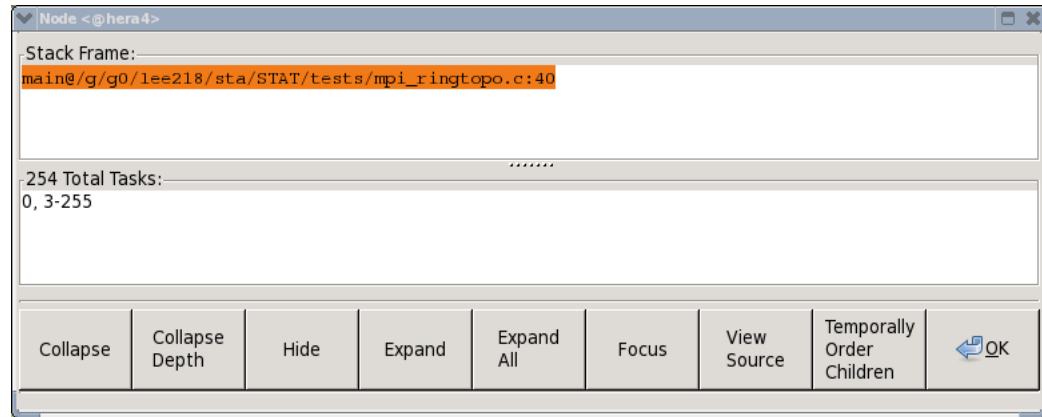 Node <@hera4>
Stack Frame:
main@/g/g0/lee218/sta/STAT/tests/mpi_ringtopo.c:40
254 Total Tasks:
0, 3-255
Collapse
Collapse
Depth
Hide
Expand
Expand
All
Focus
View
Source
Temporally
Order
Children
OK